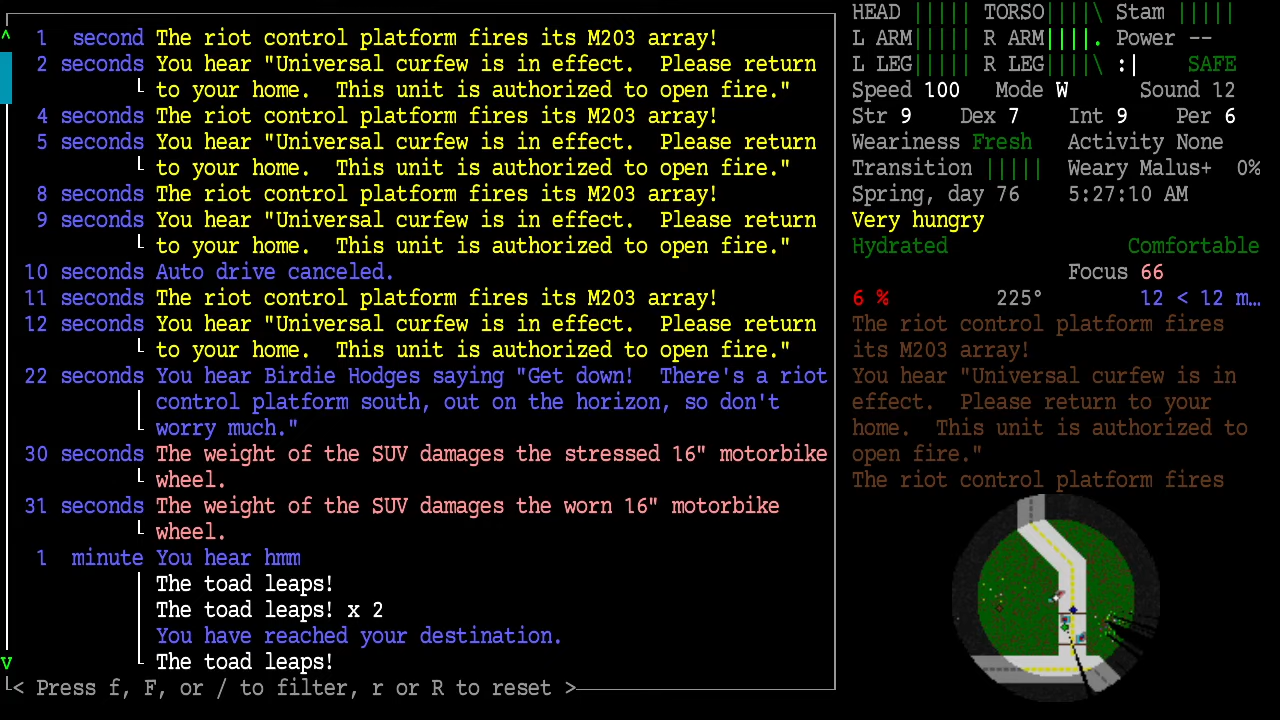 1 second The riot control platform fires its M203 array!
2 seconds You hear "Universal curfew is in effect. Please return
to your home. This unit is authorized to open fire."
4 seconds The riot control platform fires its M203 array!
5 seconds You hear "Universal curfew is in effect. Please return
to your home. This unit is authorized to open fire."
8 seconds The riot control platform fires its M203 array!
9 seconds You hear "Universal curfew is in effect. Please return
to your home. This unit is authorized to open fire."
10 seconds Auto drive canceled.
11 seconds The riot control platform fires its M203 array!
12 seconds You hear "Universal curfew is in effect. Please return
to your home. This unit is authorized to open fire."
22 seconds You hear Birdie Hodges saying "Get down! There's a riot
control platform south, out on the horizon, so don't
worry much."
30 seconds The weight of the SUV damages the stressed 16" motorbike
wheel.
31 seconds The weight of the SUV damages the worn 16" motorbike
wheel.
1 minute You hear hmm
The toad leaps!
The toad leaps! x 2
You have reached your destination.
The toad leaps!
< Press f, F, or / to filter, r or R to reset >
HEAD ||||| TORSO||||\ Stam |||||
L ARM||||| R ARM||||. Power --
L LEG||||| R LEG||||\ :| SAFE
Speed 100 Mode W Sound 12
Str 9 Dex 7 Int 9 Per 6
Weariness Fresh Activity None
Transition ||||| Weary Malus+ 0%
Spring, day 76 5:27:10 AM
Very hungry
Hydrated Comfortable
Focus 66
6 % 225° 12 < 12 m…
The riot control platform fires
its M203 array!
You hear "Universal curfew is in
effect. Please return to your
home. This unit is authorized to
open fire."
The riot control platform fires